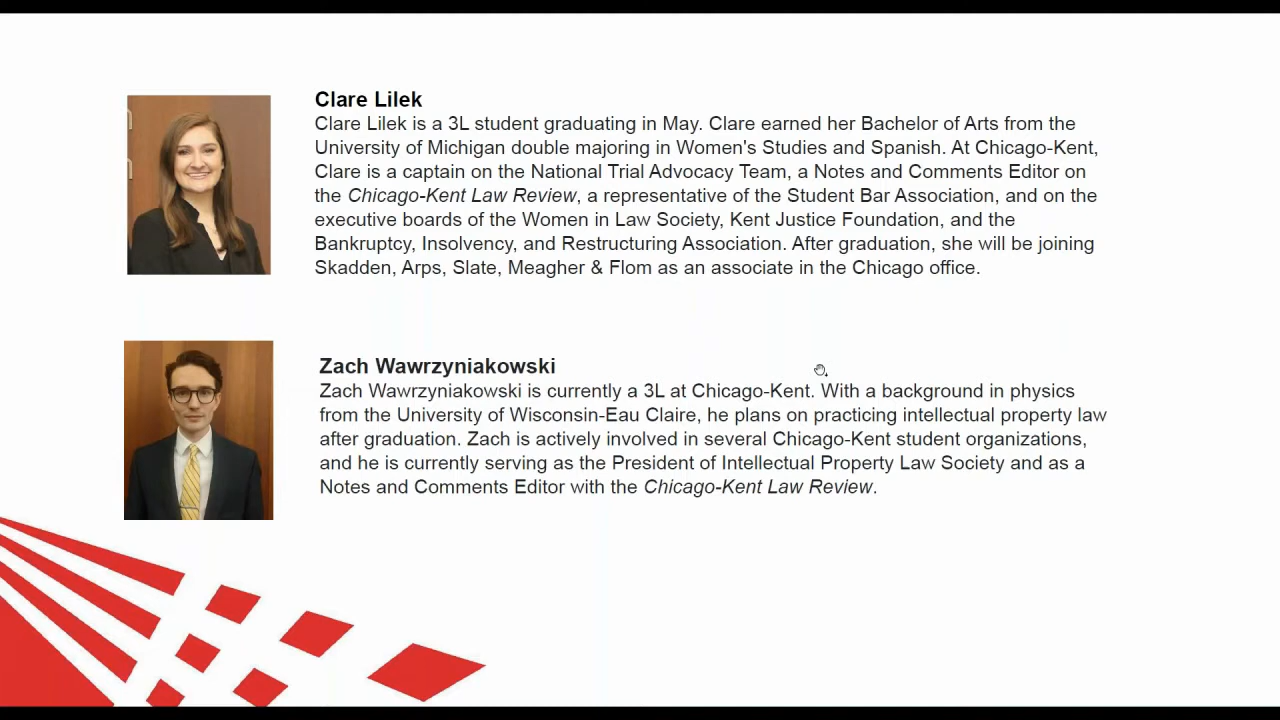 Clare Lilek
Clare Lilek is a 3L student graduating in May. Clare earned her Bachelor of Arts from the
University of Michigan double majoring in Women's Studies and Spanish. At Chicago-Kent,
Clare is a captain on the National Trial Advocacy Team, a Notes and Comments Editor on
the Chicago-Kent Law Review, a representative of the Student Bar Association, and on the
executive boards of the Women in Law Society, Kent Justice Foundation, and the
Bankruptcy, Insolvency, and Restructuring Association. After graduation, she will be joining
Skadden, Arps, Slate, Meagher & Flom as an associate in the Chicago office.
Zach Wawrzyniakowski
Zach Wawrzyniakowski is currently a 3L at Chicago-Kent. With a background in physics
from the University of Wisconsin-Eau Claire, he plans on practicing intellectual property law
after graduation. Zach is actively involved in several Chicago-Kent student organizations,
and he is currently serving as the President of Intellectual Property Law Society and as a
Notes and Comments Editor with the Chicago-Kent Law Review.